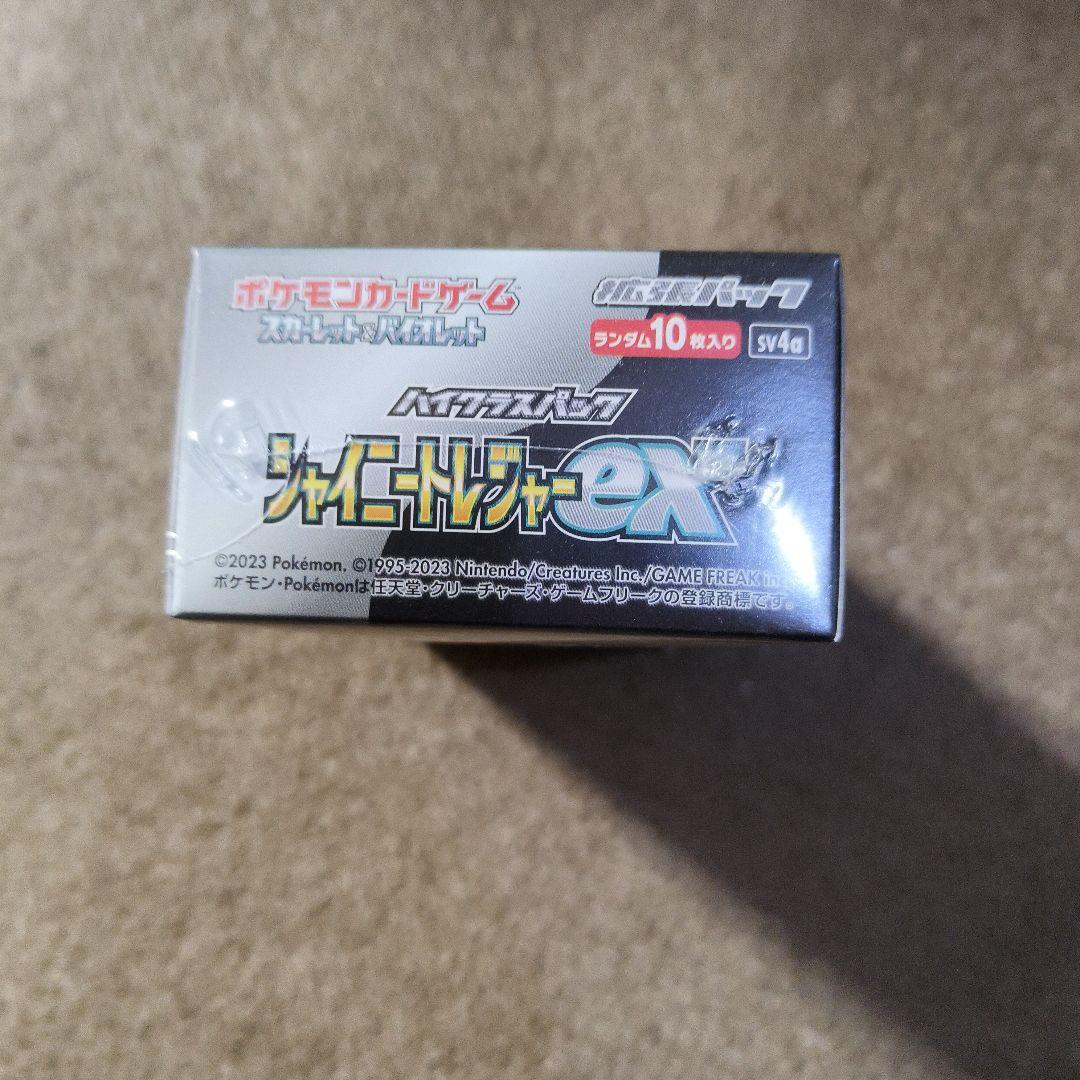 ポケモンカードゲーム
スカーレット&バイオレット
拡張パック
ランダム10枚入り sv4a
ハイクラスパック
シャイニートレジャーex
©2023 Pokémon. ©1995-2023 Nintendo/Creatures Inc./GAME FREAK
ポケモン・Pokémonは任天堂・クリーチャーズ・ゲームフリークの登録商標です。